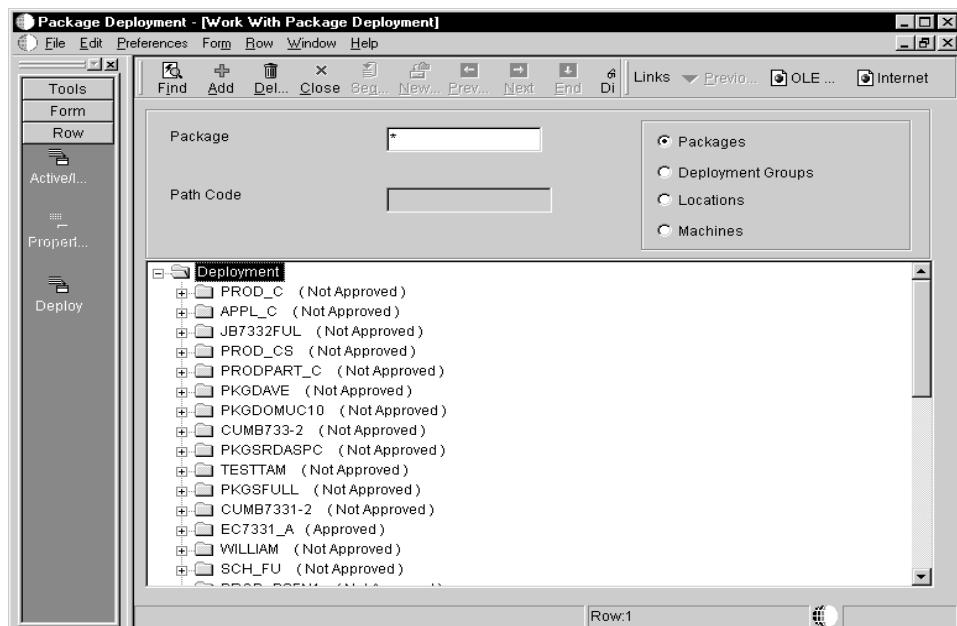 Package Deployment - [Work With Package Deployment]
File Edit Preferences Form Row Window Help
Find Add Del... Close Seq... New... Prev... Next End Di Links Previo... OLE ... Internet
Tools
Form
Row
Active/I...
Propert...
Deploy
Package *
Path Code
Packages
Deployment Groups
Locations
Machines
Deployment
PROD_C (Not Approved)
APPL_C (Not Approved)
JB7332FUL (Not Approved)
PROD_CS (Not Approved)
PRODPART_C (Not Approved)
PKGDAVE (Not Approved)
PKGDOMUC10 (Not Approved)
CUMB733-2 (Not Approved)
PKGSRDASPC (Not Approved)
TESTTAM (Not Approved)
PKGSFULL (Not Approved)
CUMB7331-2 (Not Approved)
EC7331_A (Approved)
WILLIAM (Not Approved)
SCH_FU (Not Approved)
Row:1